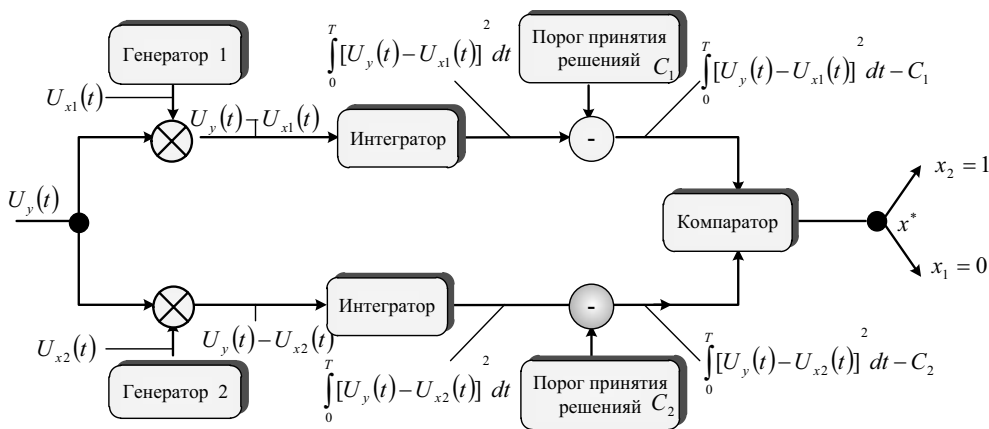 Генератор 1
U_{x1}(t)
U_y(t) − U_{x1}(t)
Интегратор
∫_0^T [U_y(t) − U_{x1}(t)]^2 dt
Порог принятия
решенияй C_1
-
∫_0^T [U_y(t) − U_{x1}(t)]^2 dt − C_1
U_y(t)
Компаратор
x^*
x_2 = 1
x_1 = 0
Интегратор
-
U_{x2}(t)
U_y(t) − U_{x2}(t)
Генератор 2
∫_0^T [U_y(t) − U_{x2}(t)]^2 dt
Порог принятия
решенияй C_2
∫_0^T [U_y(t) − U_{x2}(t)]^2 dt − C_2